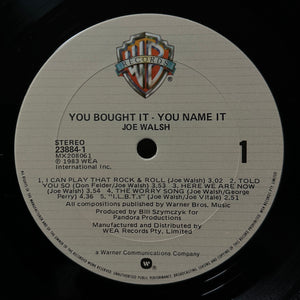 WB
RECORDS
YOU BOUGHT IT - YOU NAME IT
JOE WALSH
STEREO
23884-1
MX208061
℗ 1983 WEA
International Inc.
1
1. I CAN PLAY THAT ROCK & ROLL (Joe Walsh) 3.05 2. TOLD
YOU SO (Don Felder/Joe Walsh) 3.35 3. HERE WE ARE NOW
(Joe Walsh) 3.54 4. THE WORRY SONG (Joe Walsh/George
Perry) 4.36 5. "I.L.B.T.'s" (Joe Walsh/Joe Vitale) 2.51
All compositions published by Warner Bros. Music
Produced by Bill Szymczyk for
Pandora Productions
Manufactured and Distributed by
WEA Records Pty, Limited
a Warner Communications Company